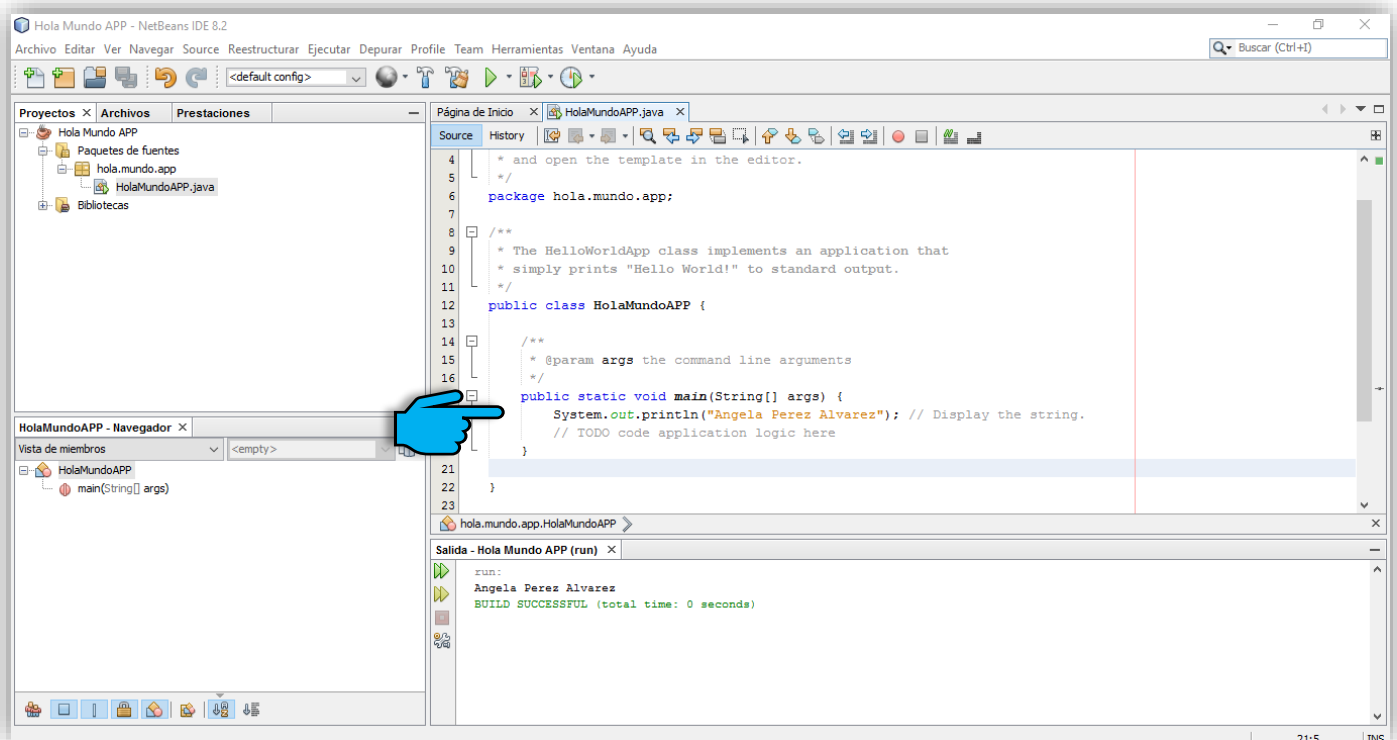 Hola Mundo APP - NetBeans IDE 8.2
Archivo Editar Ver Navegar Source Reestructurar Ejecutar Depurar Profile Team Herramientas Ventana Ayuda
Buscar (Ctrl+I)
<default config>
Proyectos Archivos Prestaciones
Hola Mundo APP
Paquetes de fuentes
hola.mundo.app
HolaMundoAPP.java
Bibliotecas
HolaMundoAPP - Navegador
Vista de miembros <empty>
HolaMundoAPP
main(String[] args)
Página de Inicio HolaMundoAPP.java
Source History
4 * and open the template in the editor.
5 */
6 package hola.mundo.app;
7
8 /**
9 * The HelloWorldApp class implements an application that
10 * simply prints "Hello World!" to standard output.
11 */
12 public class HolaMundoAPP {
13
14 /**
15 * @param args the command line arguments
16 */
public static void main(String[] args) {
System.out.println("Angela Perez Alvarez"); // Display the string.
// TODO code application logic here
}
21
22 }
23
hola.mundo.app.HolaMundoAPP
Salida - Hola Mundo APP (run)
run:
Angela Perez Alvarez
BUILD SUCCESSFUL (total time: 0 seconds)
21:5 INS